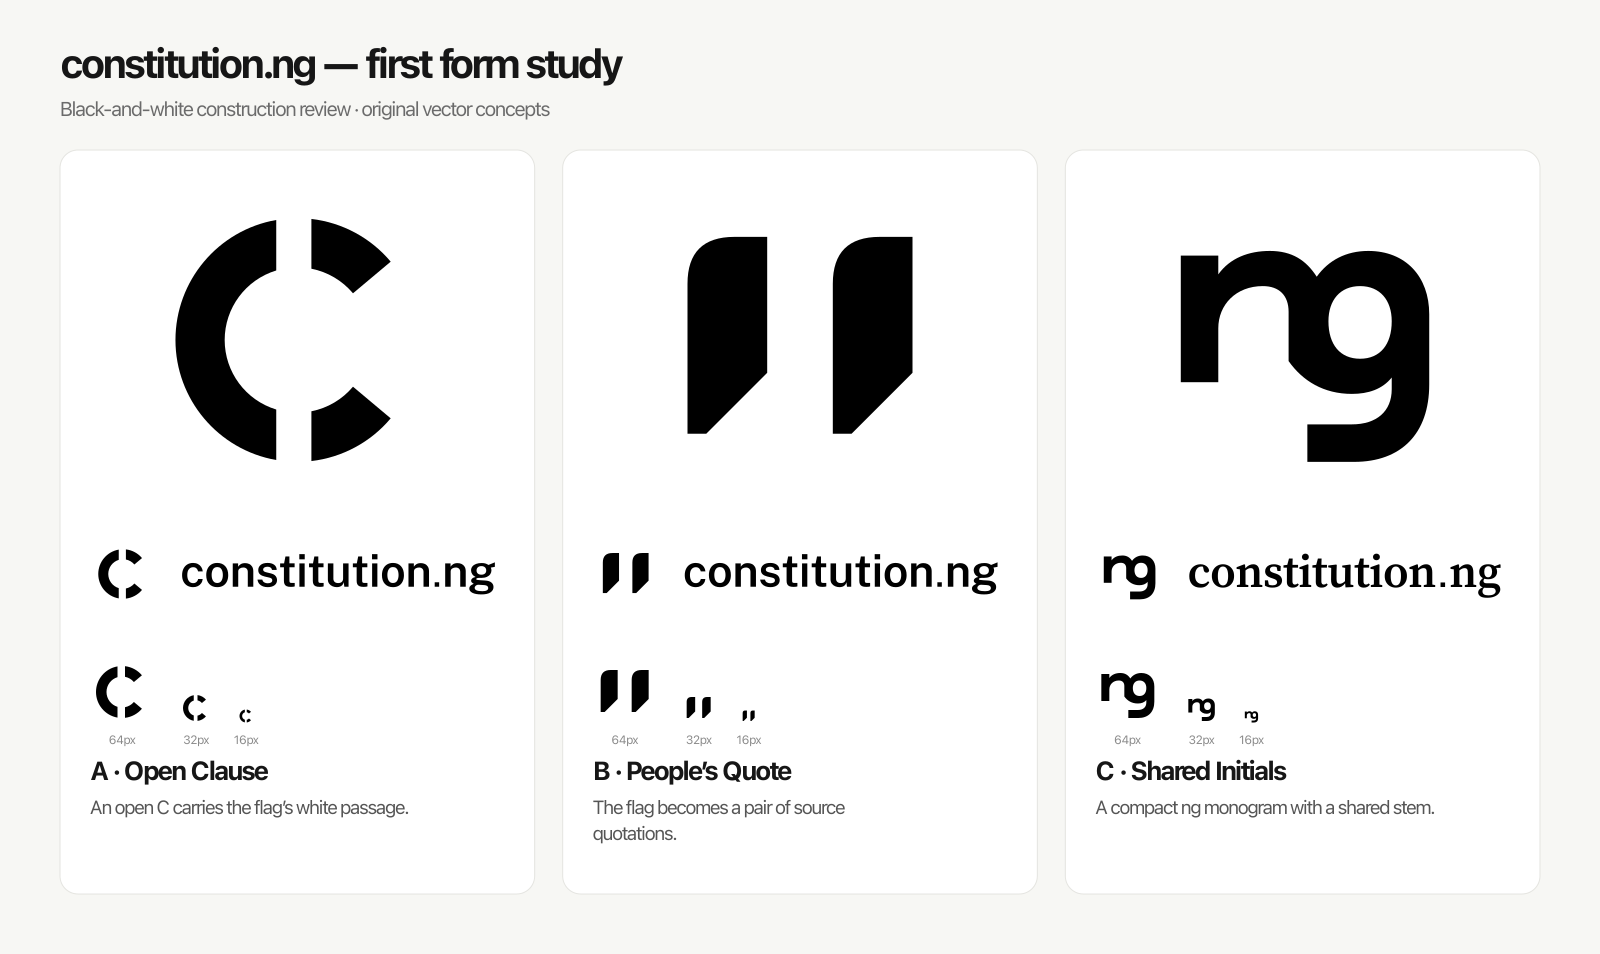 constitution.ng — first form study
Black-and-white construction review · original vector concepts
C
ng
constitution.ng
constitution.ng
ng constitution.ng
ng ng ng
64px 32px 16px
64px 32px 16px
64px 32px 16px
A · Open Clause
An open C carries the flag’s white passage.
B · People’s Quote
The flag becomes a pair of source
quotations.
C · Shared Initials
A compact ng monogram with a shared stem.